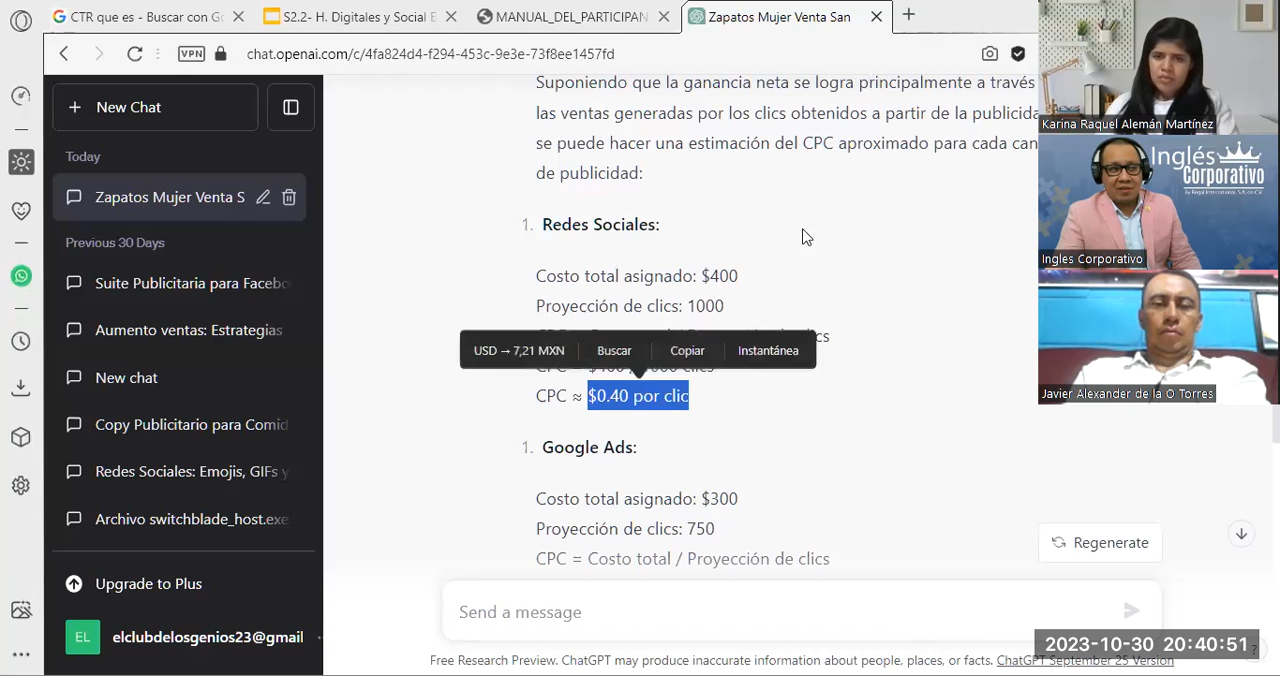 CTR que es - Buscar con Go
S2.2- H. Digitales y Social E
MANUAL_DEL_PARTICIPAN
Zapatos Mujer Venta San
VPN
chat.openai.com/c/4fa824d4-f294-453c-9e3e-73f8ee1457fd
New Chat
Today
Zapatos Mujer Venta S
Previous 30 Days
Suite Publicitaria para Facebo
Aumento ventas: Estrategias
New chat
Copy Publicitario para Comid
Redes Sociales: Emojis, GIFs y
Archivo switchblade_host.exe
Upgrade to Plus
EL
elclubdelosgenios23@gmail
Suponiendo que la ganancia neta se logra principalmente a través
las ventas generadas por los clics obtenidos a partir de la publicida
se puede hacer una estimación del CPC aproximado para cada can
de publicidad:
1. Redes Sociales:
Costo total asignado: $400
Proyección de clics: 1000
USD → 7,21 MXN
Buscar
Copiar
Instantánea
CPC ≈ $0.40 por clic
1. Google Ads:
Costo total asignado: $300
Proyección de clics: 750
CPC = Costo total / Proyección de clics
Regenerate
Send a message
Free Research Preview. ChatGPT may produce inaccurate information about people, places, or facts. ChatGPT September 25 Version
Karina Raquel Alemán Martínez
Inglés
Corporativo
By Regal International, S.A. de C.V.
Ingles Corporativo
Javier Alexander de la O Torres
2023-10-30 20:40:51